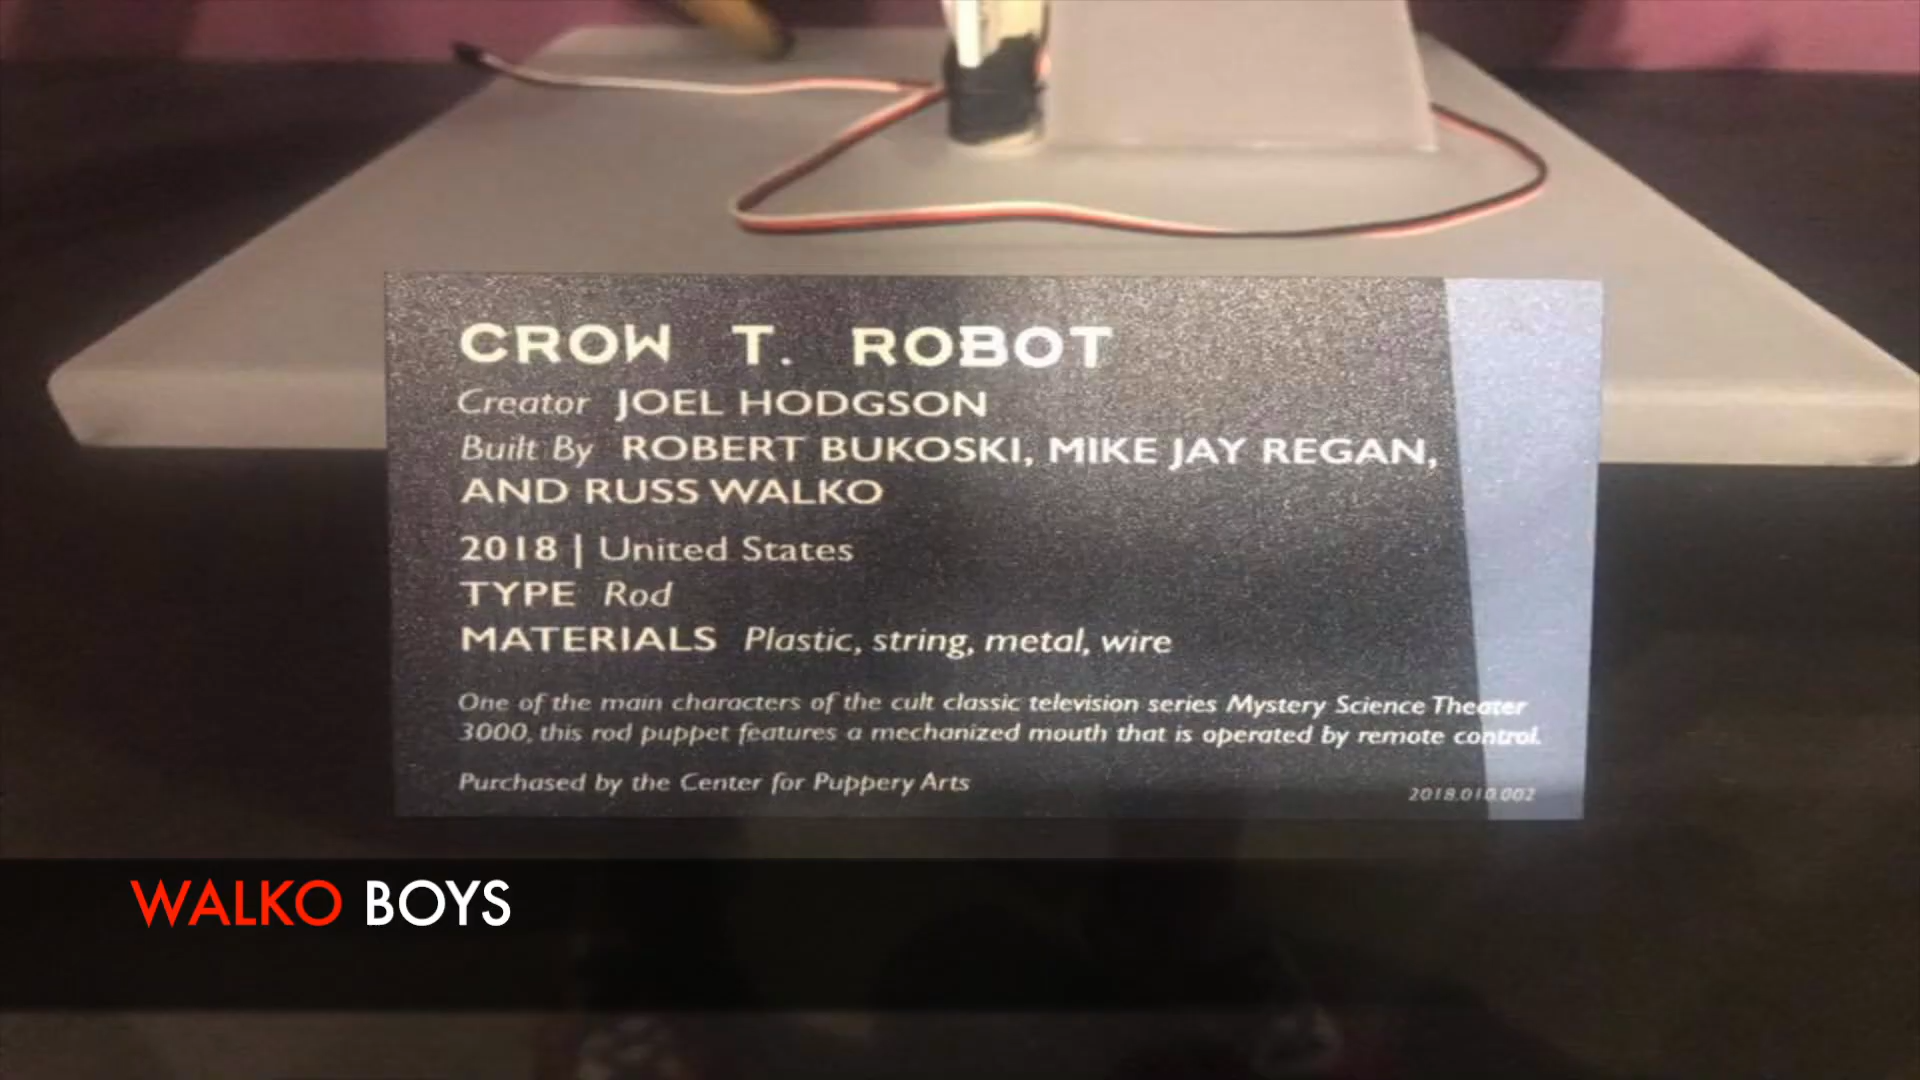 CROW T. ROBOT
Creator JOEL HODGSON
Built By ROBERT BUKOSKI, MIKE JAY REGAN,
AND RUSS WALKO
2018 | United States
TYPE Rod
MATERIALS Plastic, string, metal, wire
One of the main characters of the cult classic television series Mystery Science Theater
3000, this rod puppet features a mechanized mouth that is operated by remote control.
Purchased by the Center for Puppery Arts
2018.010.002
WALKO BOYS